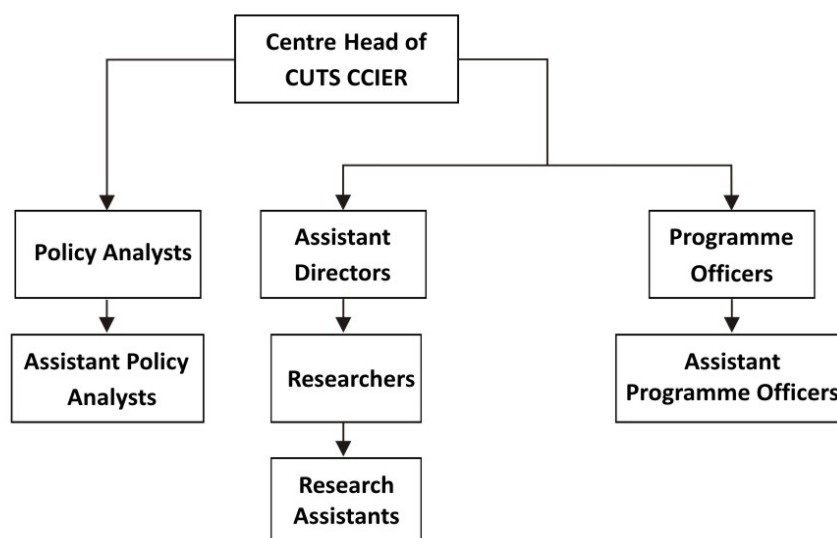 Centre Head of
CUTS CCIER
Policy Analysts
Assistant
Directors
Programme
Officers
Assistant Policy
Analysts
Researchers
Assistant
Programme Officers
Research
Assistants